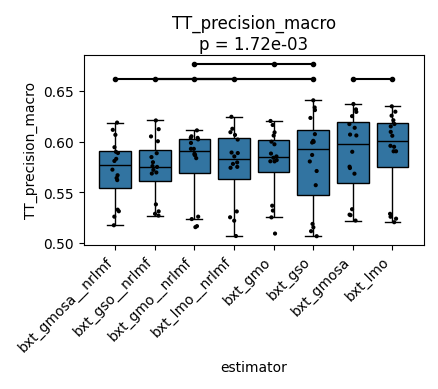 TT_precision_macro
p = 1.72e-03
TT_precision_macro
0.65
0.60
0.55
0.50
bxt_gmosa__nrlmf
bxt_gso__nrlmf
bxt_gmo__nrlmf
bxt_lmo__nrlmf
bxt_gmo
bxt_gso
bxt_gmosa
bxt_lmo
estimator